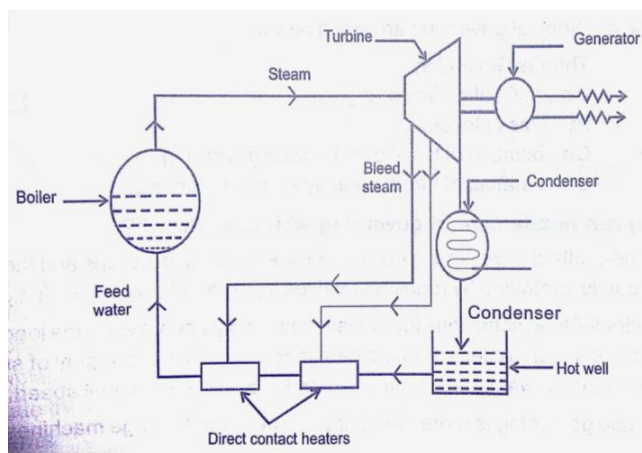 Turbine
Generator
Steam
Bleed
steam
Condenser
Boiler
Feed
water
Condenser
Hot well
Direct contact heaters